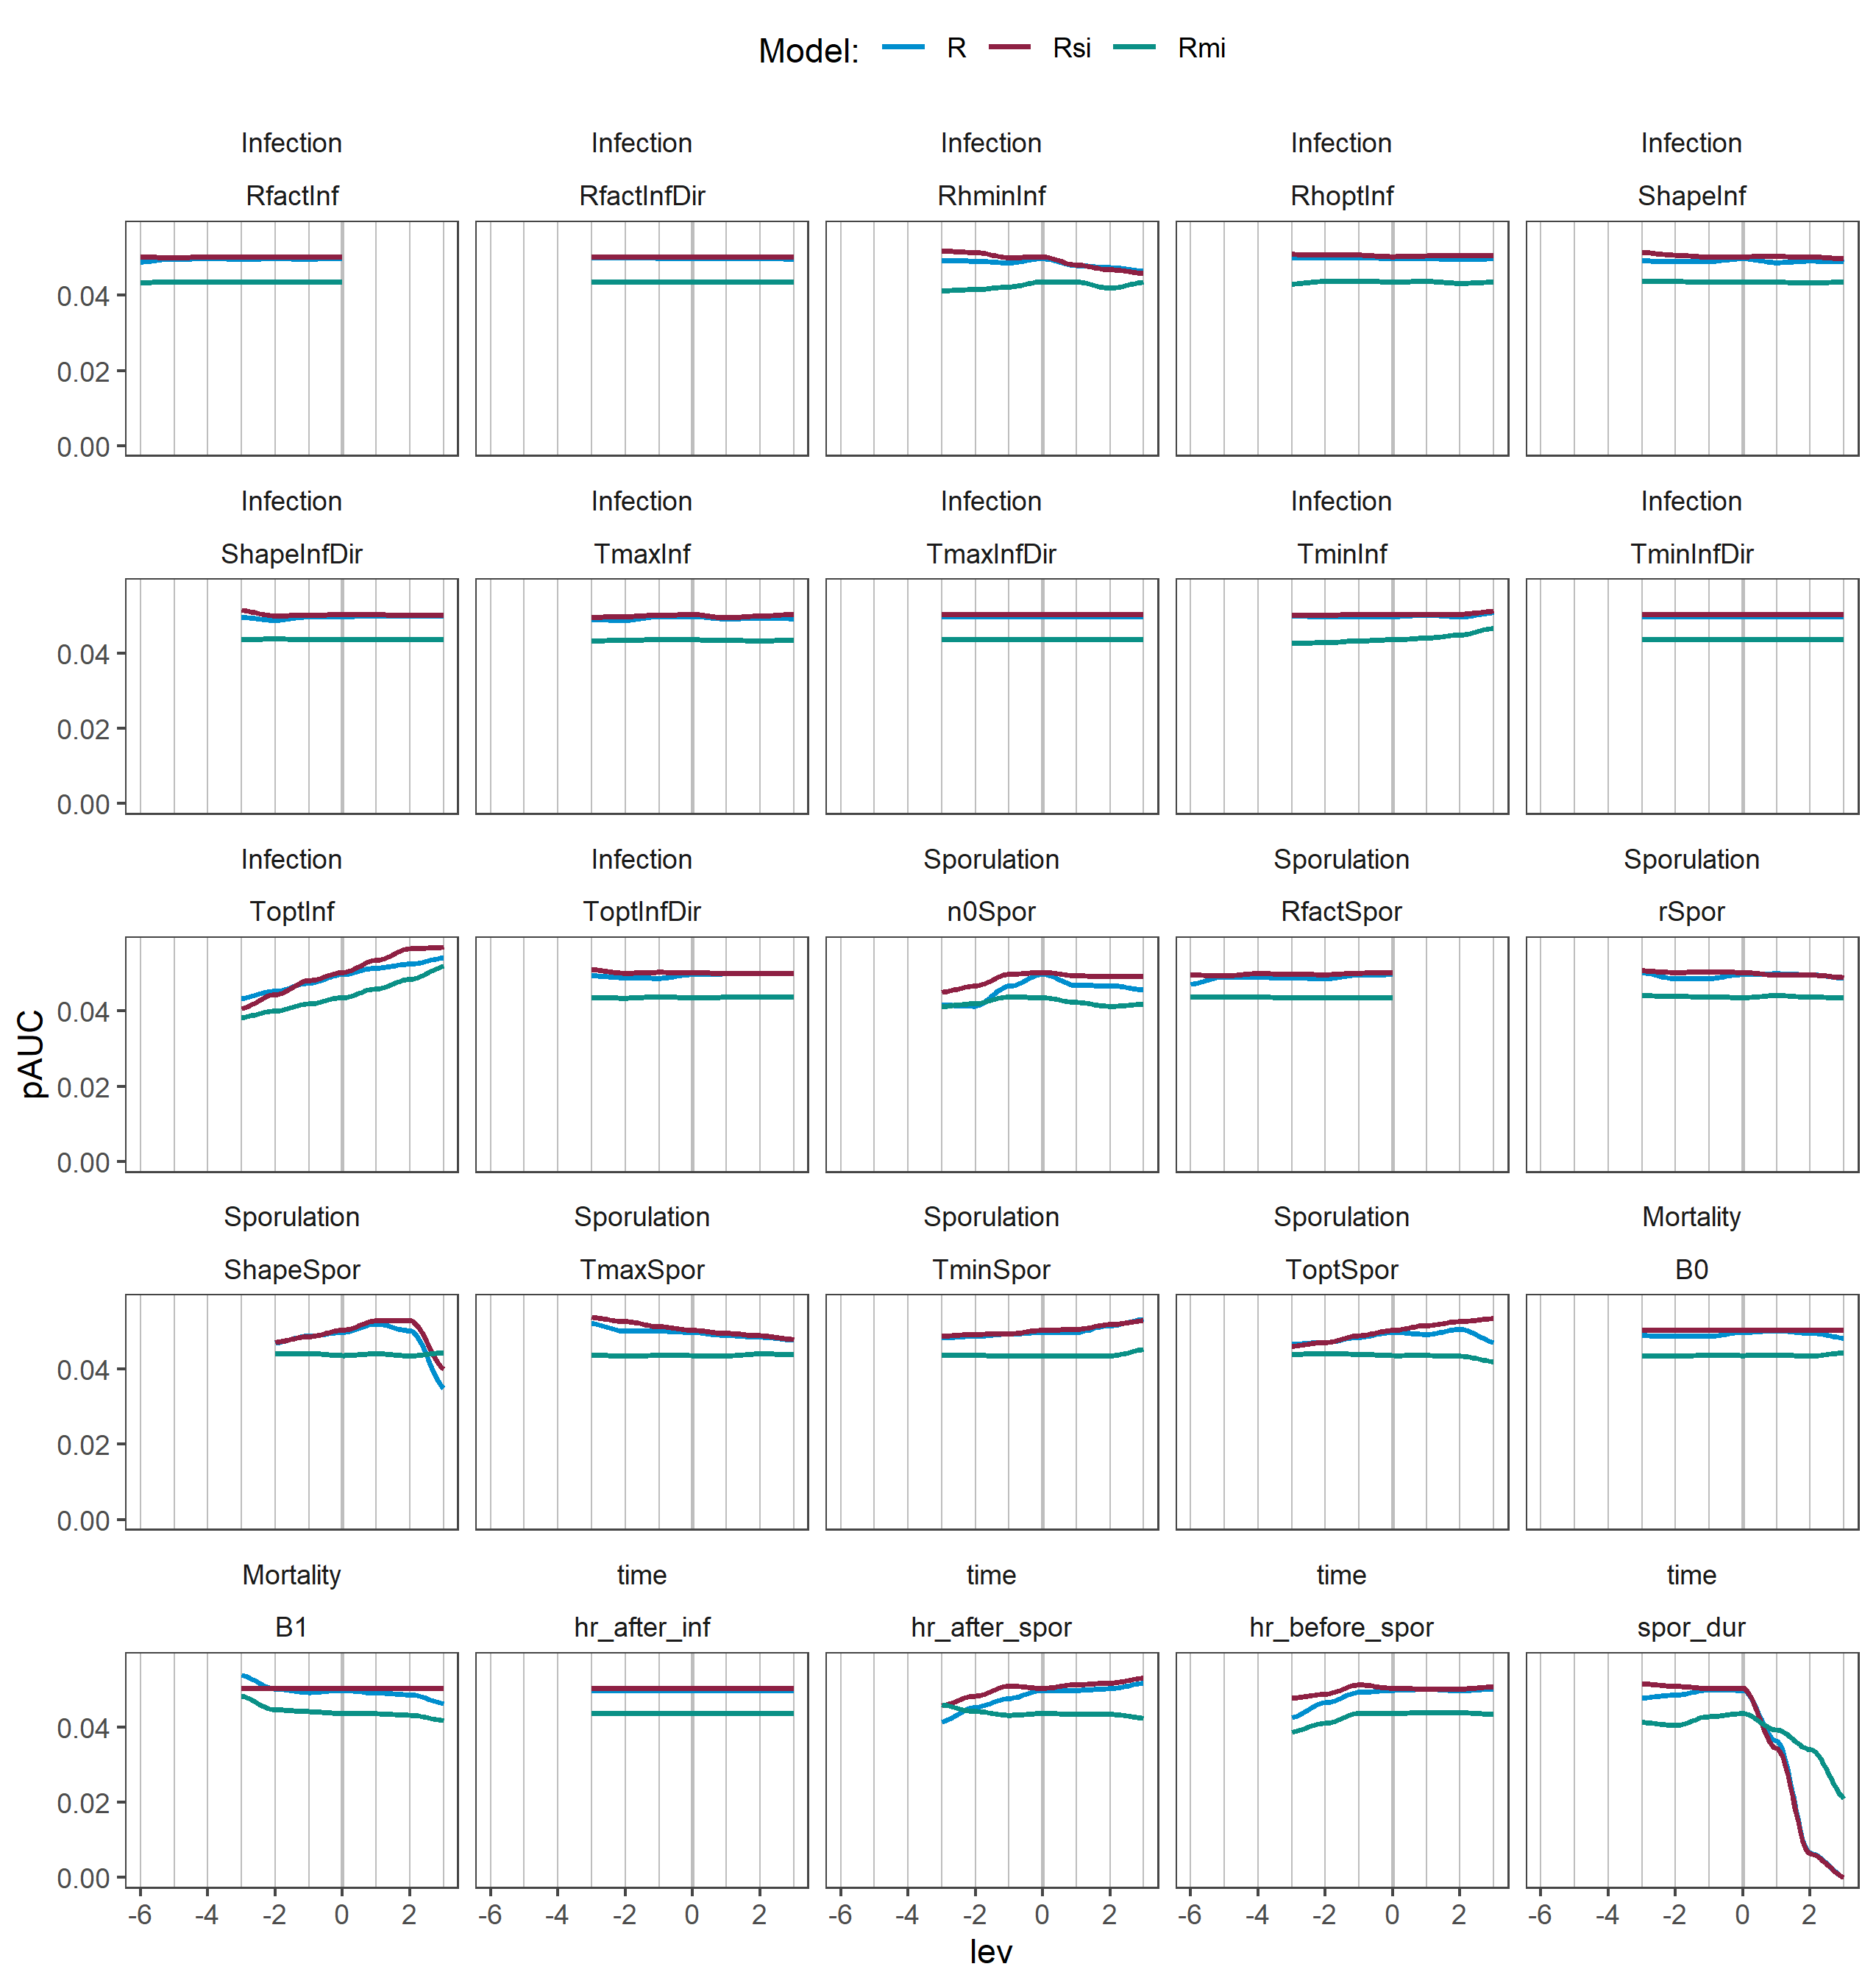 Model: R Rsi Rmi
Infection Infection Infection Infection Infection
RfactInf RfactInfDir RhminInf RhoptInf ShapeInf
0.04
0.02
0.00
Infection Infection Infection Infection Infection
ShapeInfDir TmaxInf TmaxInfDir TminInf TminInfDir
0.04
0.02
0.00
Infection Infection Sporulation Sporulation Sporulation
ToptInf ToptInfDir n0Spor RfactSpor rSpor
0.04
pAUC
0.02
0.00
Sporulation Sporulation Sporulation Sporulation Mortality
ShapeSpor TmaxSpor TminSpor ToptSpor B0
0.04
0.02
0.00
Mortality time time time time
B1 hr_after_inf hr_after_spor hr_before_spor spor_dur
0.04
0.02
0.00
-6 -4 -2 0 2 -6 -4 -2 0 2 -6 -4 -2 0 2 -6 -4 -2 0 2 -6 -4 -2 0 2
lev